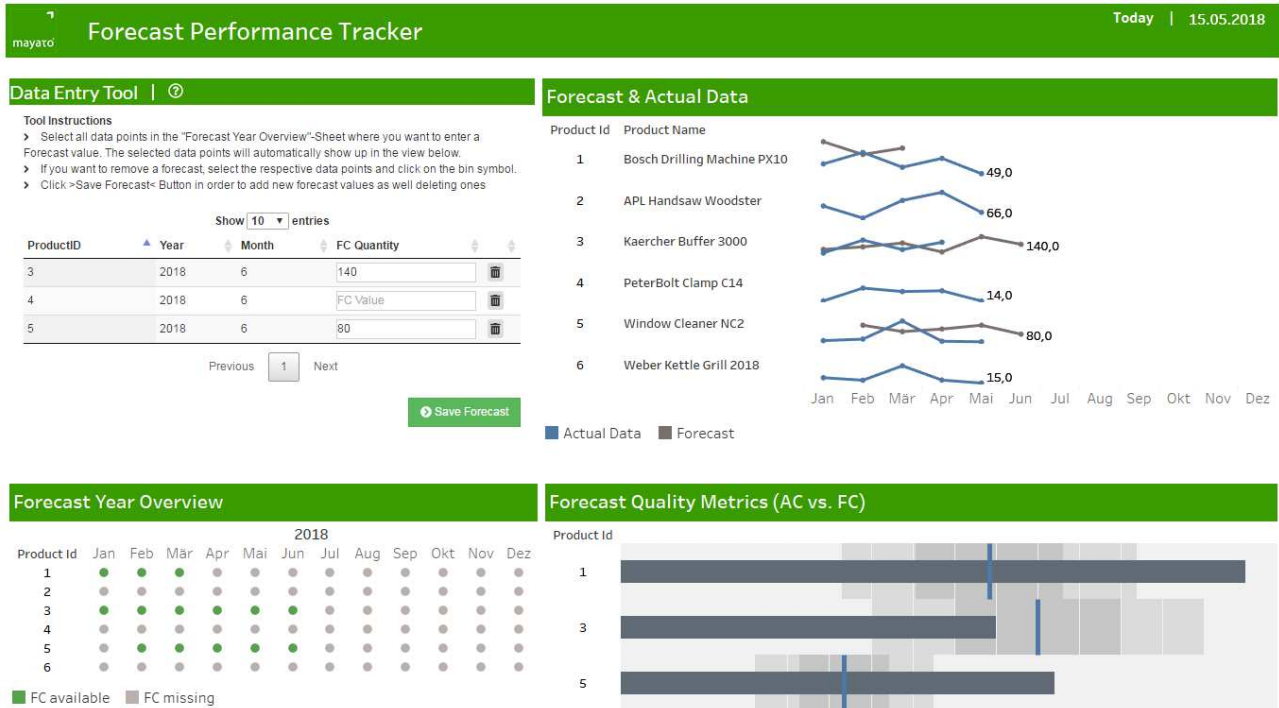 mayato
Forecast Performance Tracker
Today | 15.05.2018
Data Entry Tool | ?
Tool Instructions
> Select all data points in the "Forecast Year Overview"-Sheet where you want to enter a
Forecast value. The selected data points will automatically show up in the view below.
> If you want to remove a forecast, select the respective data points and click on the bin symbol.
> Click >Save Forecast< Button in order to add new forecast values as well deleting ones
Show 10 entries
ProductID Year Month FC Quantity
3 2018 6 140
4 2018 6 FC Value
5 2018 6 80
Previous 1 Next
Save Forecast
Forecast & Actual Data
Product Id Product Name
1 Bosch Drilling Machine PX10 49,0
2 APL Handsaw Woodster 66,0
3 Kaercher Buffer 3000 140,0
4 PeterBolt Clamp C14 14,0
5 Window Cleaner NC2 80,0
6 Weber Kettle Grill 2018 15,0
Jan Feb Mär Apr Mai Jun Jul Aug Sep Okt Nov Dez
Actual Data Forecast
Forecast Year Overview
2018
Product Id Jan Feb Mär Apr Mai Jun Jul Aug Sep Okt Nov Dez
1
2
3
4
5
6
FC available FC missing
Forecast Quality Metrics (AC vs. FC)
Product Id
1
3
5